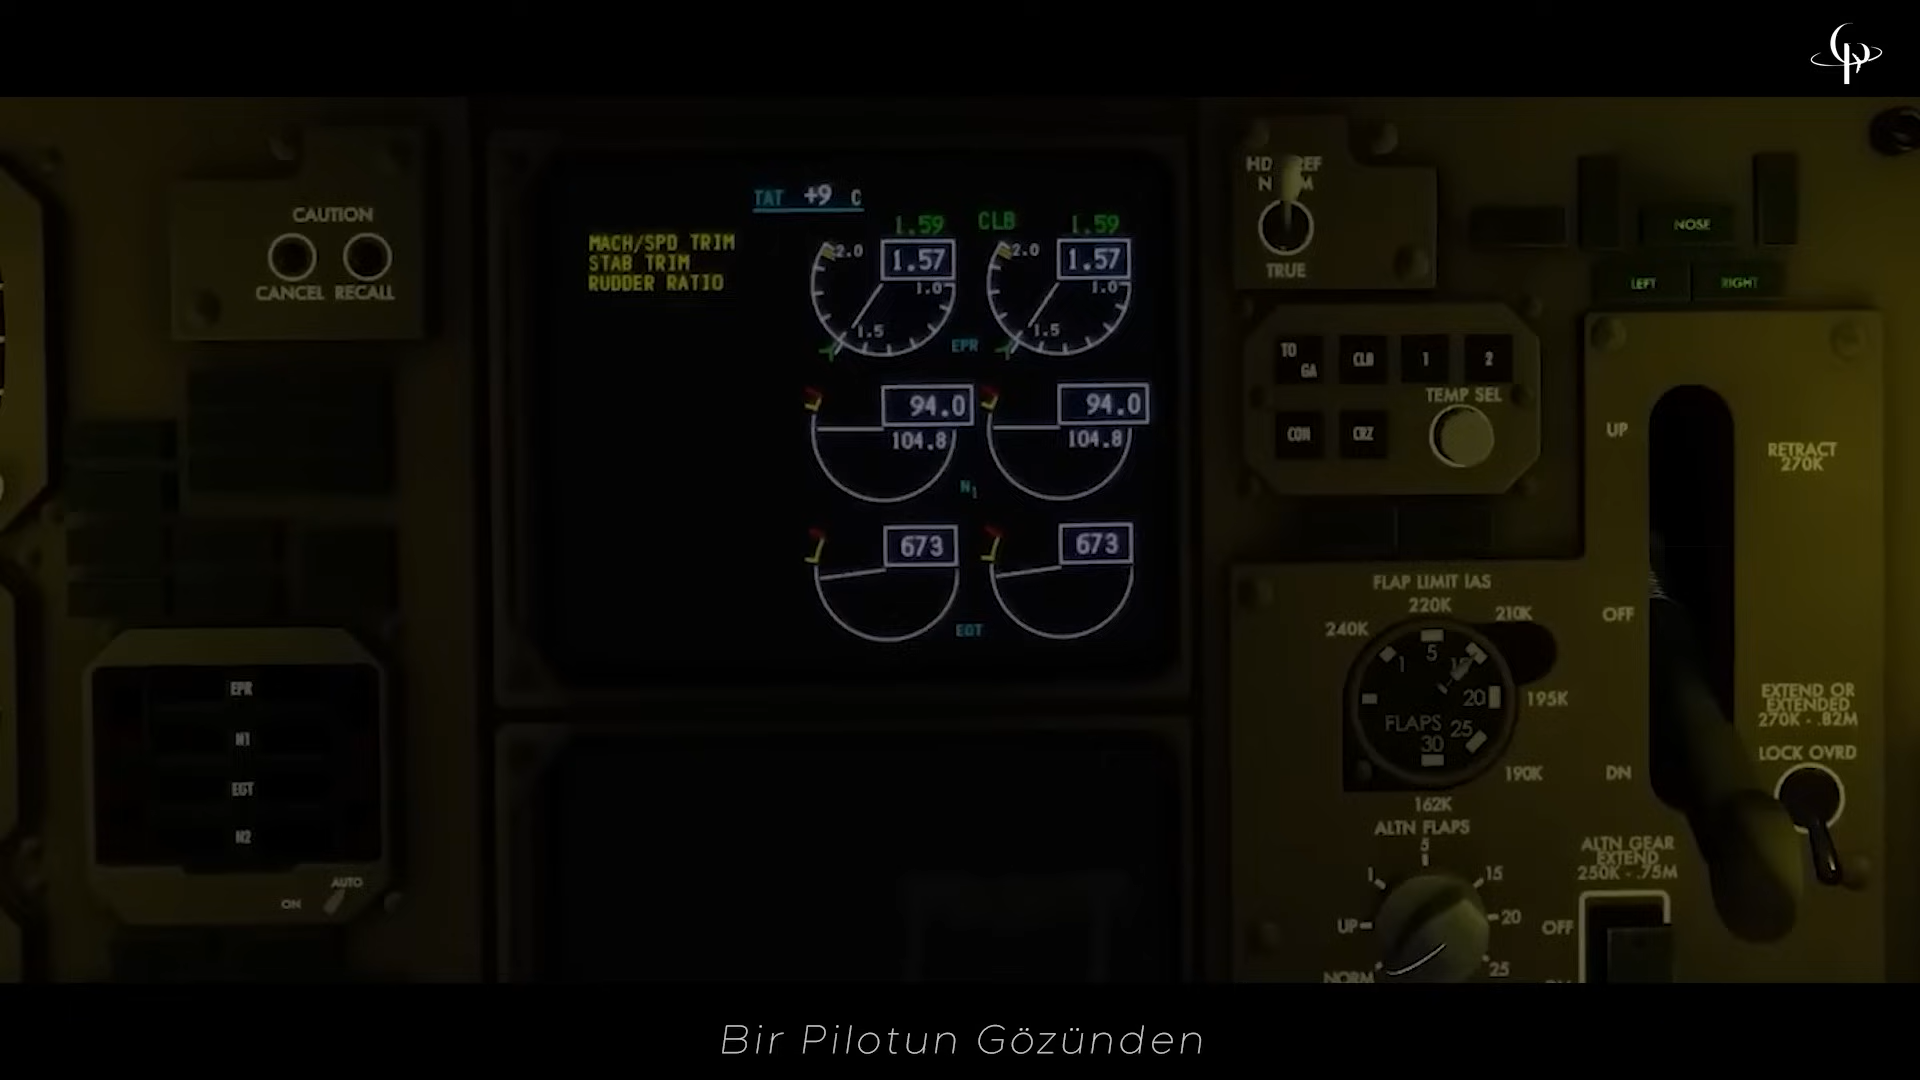 CAUTION
CANCEL RECALL
TAT +9 C
MACH/SPD TRIM
STAB TRIM
RUDDER RATIO
1.59 CLB 1.59
2.0 1.57 2.0 1.57
1.0 1.0
1.5 1.5
EPR
94.0 94.0
104.8 104.8
N1
673 673
EGT
TRUE
NOSE
LEFT RIGHT
TO GA CLB 1 2
TEMP SEL
CON CRZ
UP
RETRACT
270K
OFF
EXTEND OR
EXTENDED
270K - .82M
DN
LOCK OVRD
FLAP LIMIT IAS
220K
240K 210K
1 5
20 195K
FLAPS 25
30
190K
162K
ALTN FLAPS
5
1 15
UP 20
NORM 25
ALTN GEAR
EXTEND
250K - .75M
OFF
EPR
N1
EGT
N2
AUTO
ON
Bir Pilotun Gözünden